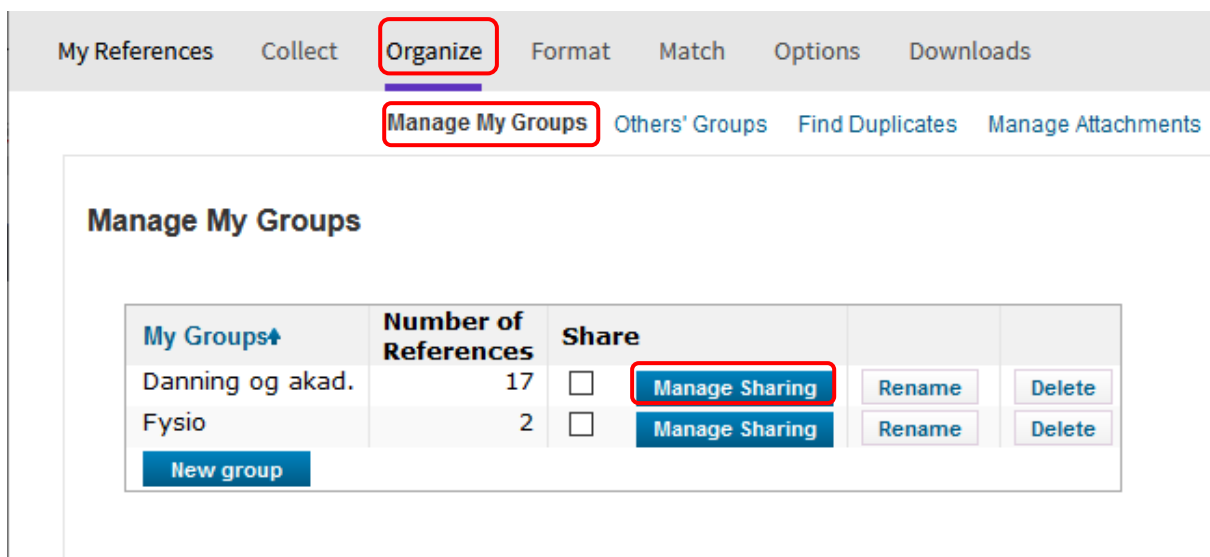 My References Collect Organize Format Match Options Downloads
Manage My Groups Others' Groups Find Duplicates Manage Attachments
Manage My Groups
My Groups Number of References Share
Danning og akad. 17 Manage Sharing Rename Delete
Fysio 2 Manage Sharing Rename Delete
New group